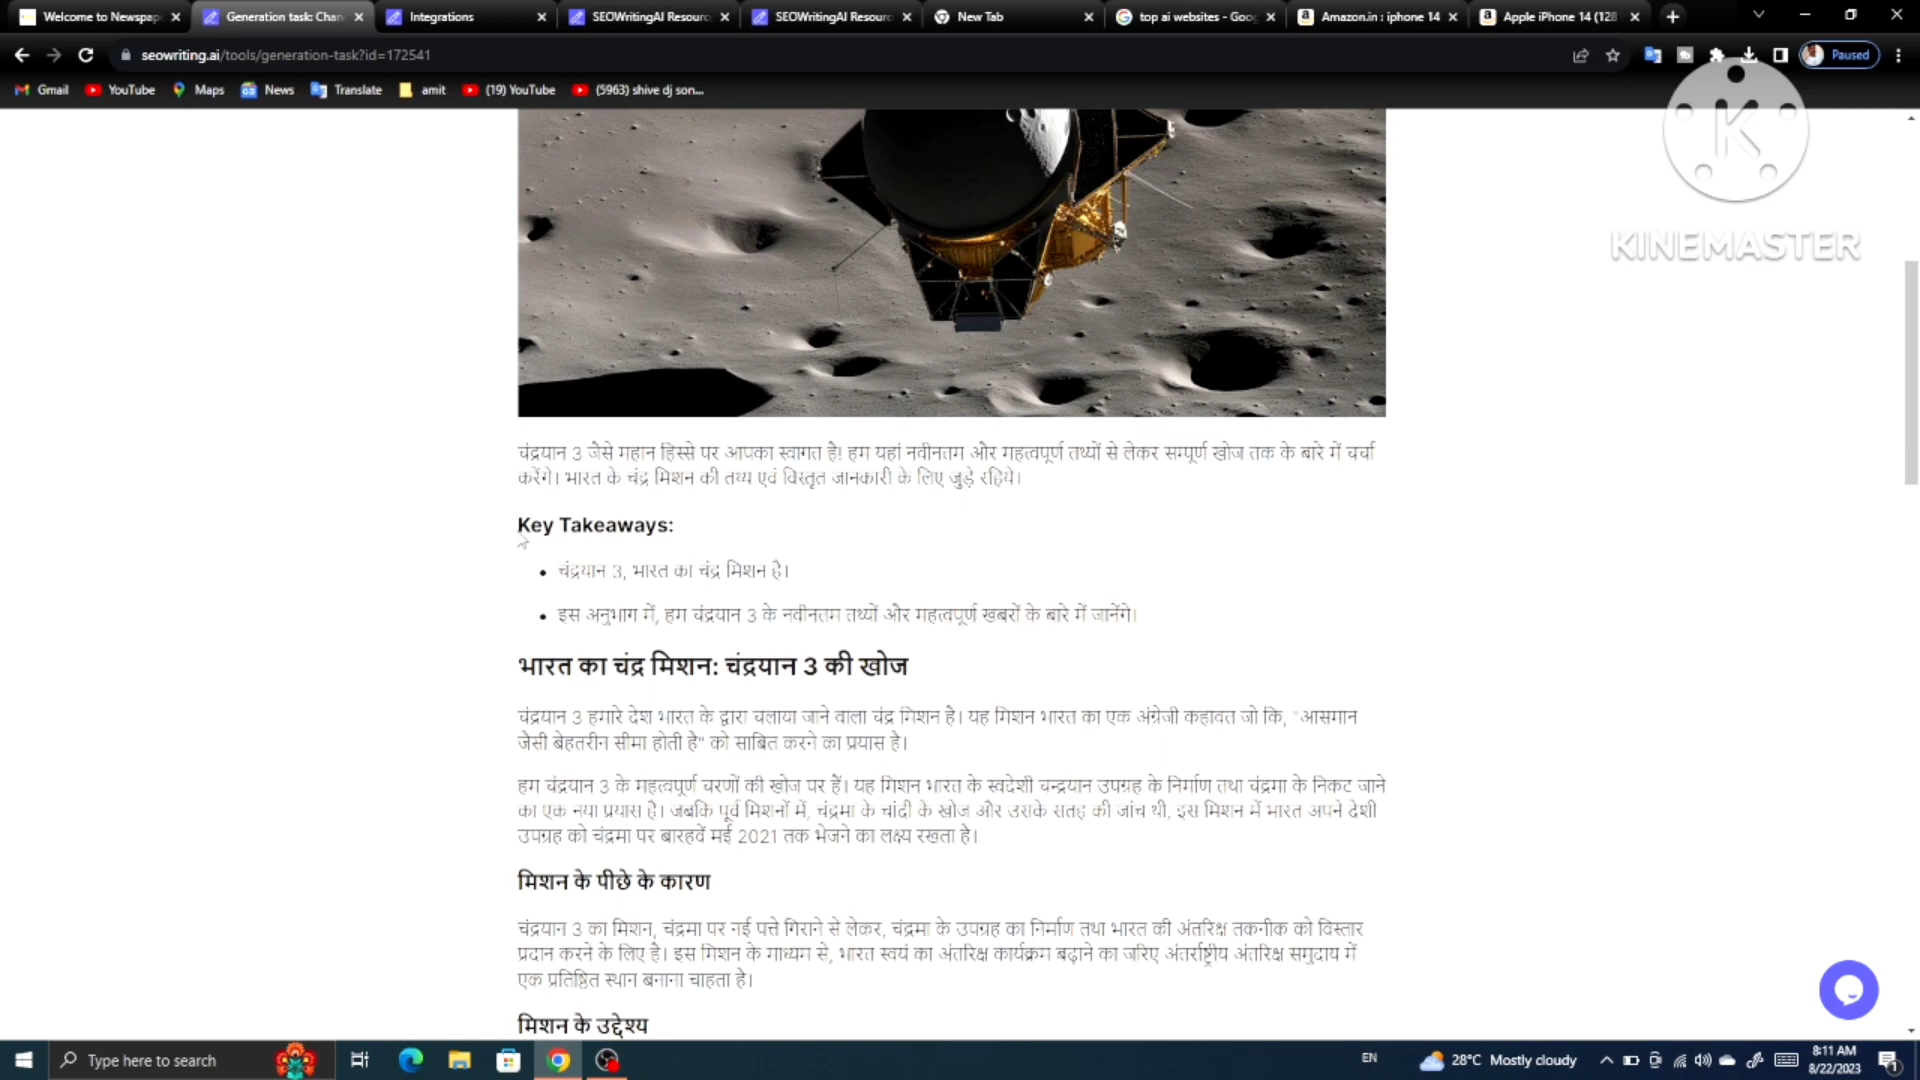 Welcome to Newspap
Generation task: Chan
Integrations
SEOWritingAI Resourc
SEOWritingAI Resourc
New Tab
top ai websites - Goo
Amazon.in : iphone 14
Apple iPhone 14 (128
seowriting.ai/tools/generation-task?id=172541
Paused
Gmail
YouTube
Maps
News
Translate
amit
(19) YouTube
(5963) shive dj son...
K
KINEMASTER
चंद्रयान 3 जैसे महान हिस्से पर आपका स्वागत है! हम यहां नवीनतम और महत्वपूर्ण तथ्यों से लेकर सम्पूर्ण खोज तक के बारे में चर्चा
करेंगे। भारत के चंद्र मिशन की तथ्य एवं विस्तृत जानकारी के लिए जुड़े रहिये।
Key Takeaways:
• चंद्रयान 3, भारत का चंद्र मिशन है।
• इस अनुभाग में, हम चंद्रयान 3 के नवीनतम तथ्यों और महत्वपूर्ण खबरों के बारे में जानेंगे।
भारत का चंद्र मिशन: चंद्रयान 3 की खोज
चंद्रयान 3 हमारे देश भारत के द्वारा चलाया जाने वाला चंद्र मिशन है। यह मिशन भारत का एक अंग्रेजी कहावत जो कि, "आसमान
जैसी बेहतरीन सीमा होती है" को साबित करने का प्रयास है।
हम चंद्रयान 3 के महत्वपूर्ण चरणों की खोज पर हैं। यह मिशन भारत के स्वदेशी चन्द्रयान उपग्रह के निर्माण तथा चंद्रमा के निकट जाने
का एक नया प्रयास है। जबकि पूर्व मिशनों में, चंद्रमा के चांदी के खोज और उसके सतह की जांच थी, इस मिशन में भारत अपने देशी
उपग्रह को चंद्रमा पर बारहवें मई 2021 तक भेजने का लक्ष्य रखता है।
मिशन के पीछे के कारण
चंद्रयान 3 का मिशन, चंद्रमा पर नई पत्ते गिराने से लेकर, चंद्रमा के उपग्रह का निर्माण तथा भारत की अंतरिक्ष तकनीक को विस्तार
प्रदान करने के लिए है। इस मिशन के माध्यम से, भारत स्वयं का अंतरिक्ष कार्यक्रम बढ़ाने का जरिए अंतर्राष्ट्रीय अंतरिक्ष समुदाय में
एक प्रतिष्ठित स्थान बनाना चाहता है।
मिशन के उद्देश्य
Type here to search
EN
28°C Mostly cloudy
8:11 AM
8/22/2023
1